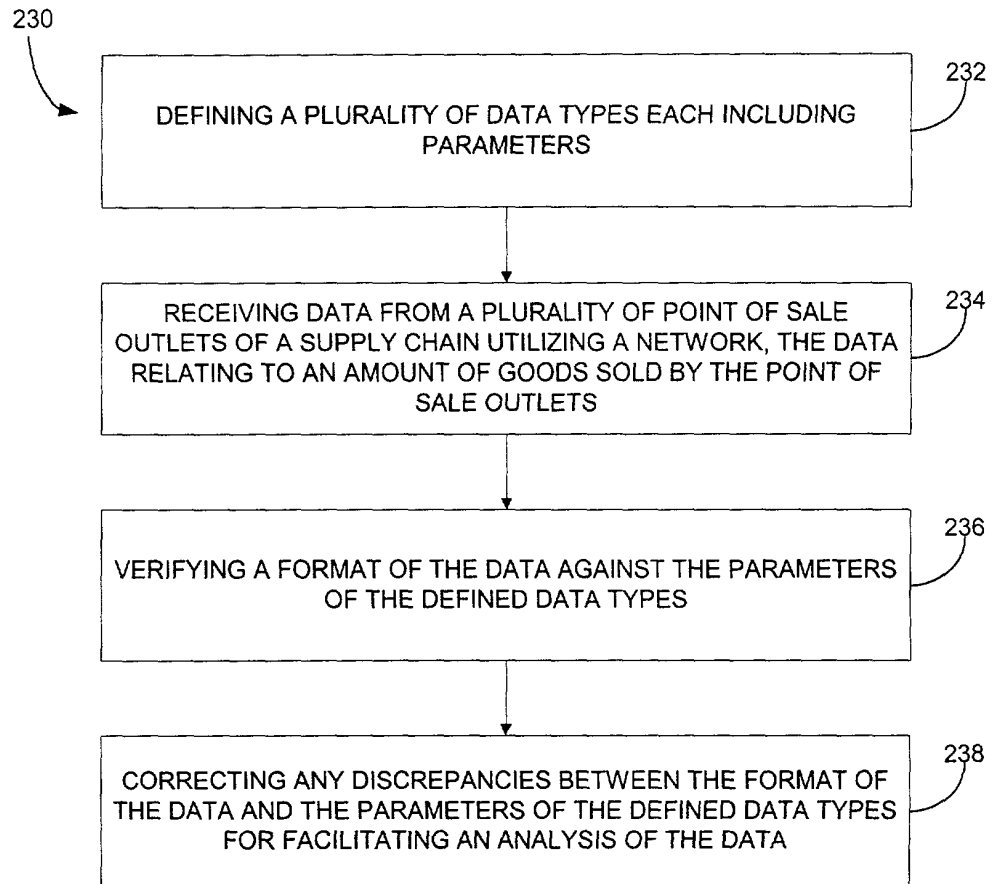 230
232
DEFINING A PLURALITY OF DATA TYPES EACH INCLUDING
PARAMETERS
234
RECEIVING DATA FROM A PLURALITY OF POINT OF SALE
OUTLETS OF A SUPPLY CHAIN UTILIZING A NETWORK, THE DATA
RELATING TO AN AMOUNT OF GOODS SOLD BY THE POINT OF
SALE OUTLETS
236
VERIFYING A FORMAT OF THE DATA AGAINST THE PARAMETERS
OF THE DEFINED DATA TYPES
238
CORRECTING ANY DISCREPANCIES BETWEEN THE FORMAT OF
THE DATA AND THE PARAMETERS OF THE DEFINED DATA TYPES
FOR FACILITATING AN ANALYSIS OF THE DATA